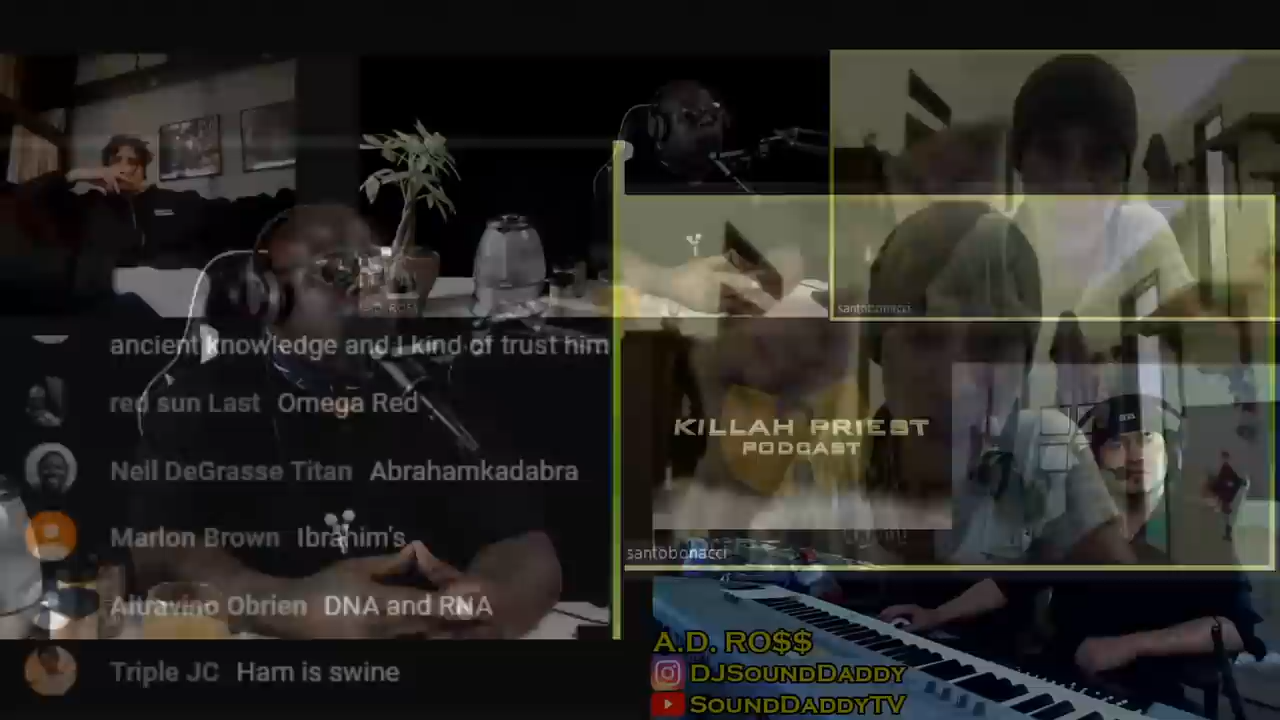 santobonacci
ancient knowledge and I kind of trust him
red sun Last Omega Red
Neil DeGrasse Titan Abrahamkadabra
Marlon Brown Ibrahim's
Altravino Obrien DNA and RNA
Triple JC Ham is swine
KILLAH PRIEST
PODCAST
santobonacci
A.D. RO$$
DJSoundDaddy
SoundDaddyTV